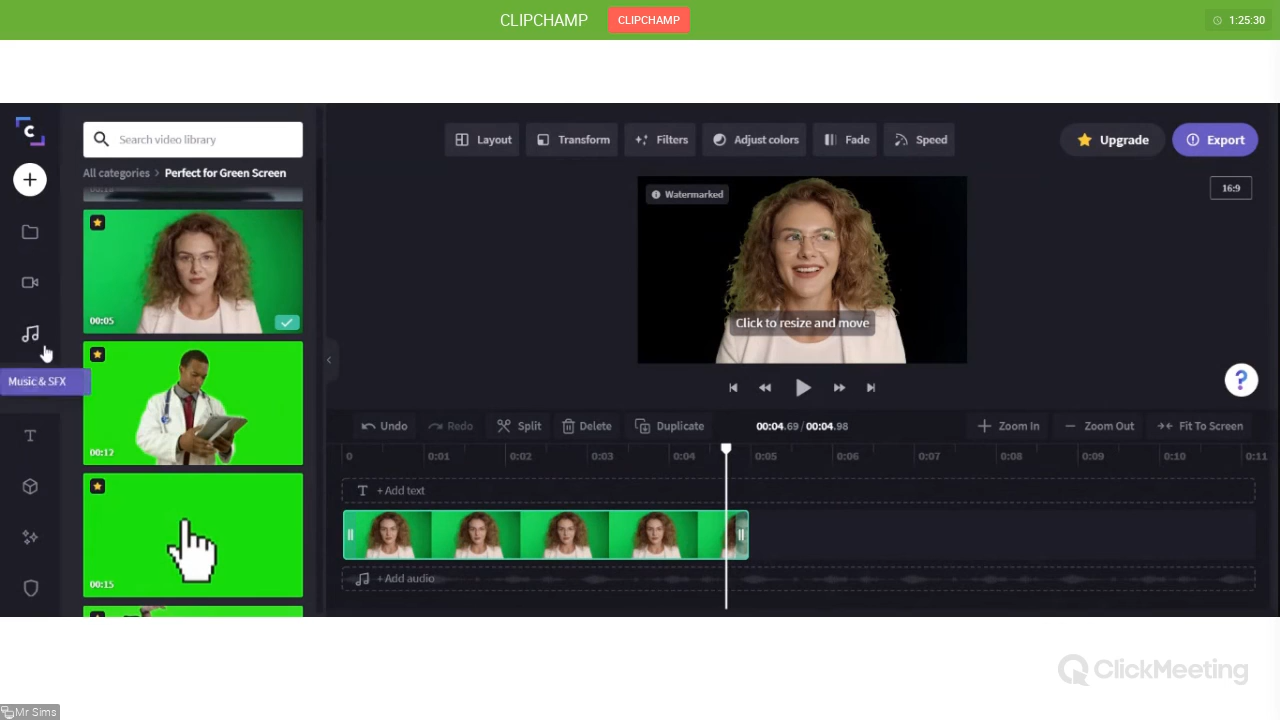 CLIPCHAMP CLIPCHAMP 1:25:30
C
Search video library
All categories > Perfect for Green Screen
00:05
00:12
00:15
Music & SFX
Layout Transform Filters Adjust colors Fade Speed
Upgrade Export
Watermarked
16:9
Click to resize and move
?
Undo Redo Split Delete Duplicate 00:04.69 / 00:04.98 Zoom In Zoom Out Fit To Screen
0 0:01 0:02 0:03 0:04 0:05 0:06 0:07 0:08 0:09 0:10 0:11
T + Add text
+ Add audio
ClickMeeting
Mr Sims